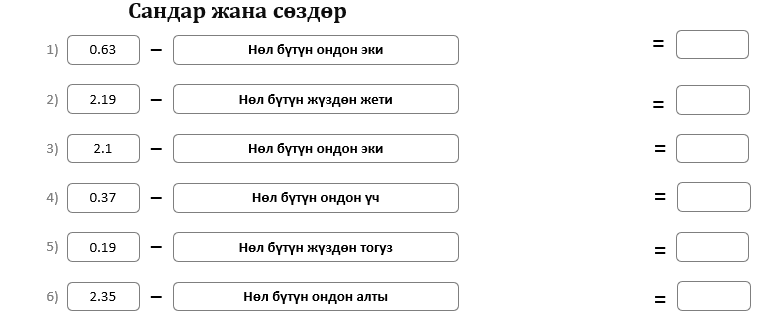 Сандар жана сөздөр
1) 0.63 − Нөл бүтүн ондон эки =
2) 2.19 − Нөл бүтүн жүздөн жети =
3) 2.1 − Нөл бүтүн ондон эки =
4) 0.37 − Нөл бүтүн ондон үч =
5) 0.19 − Нөл бүтүн жүздөн тогуз =
6) 2.35 − Нөл бүтүн ондон алты =